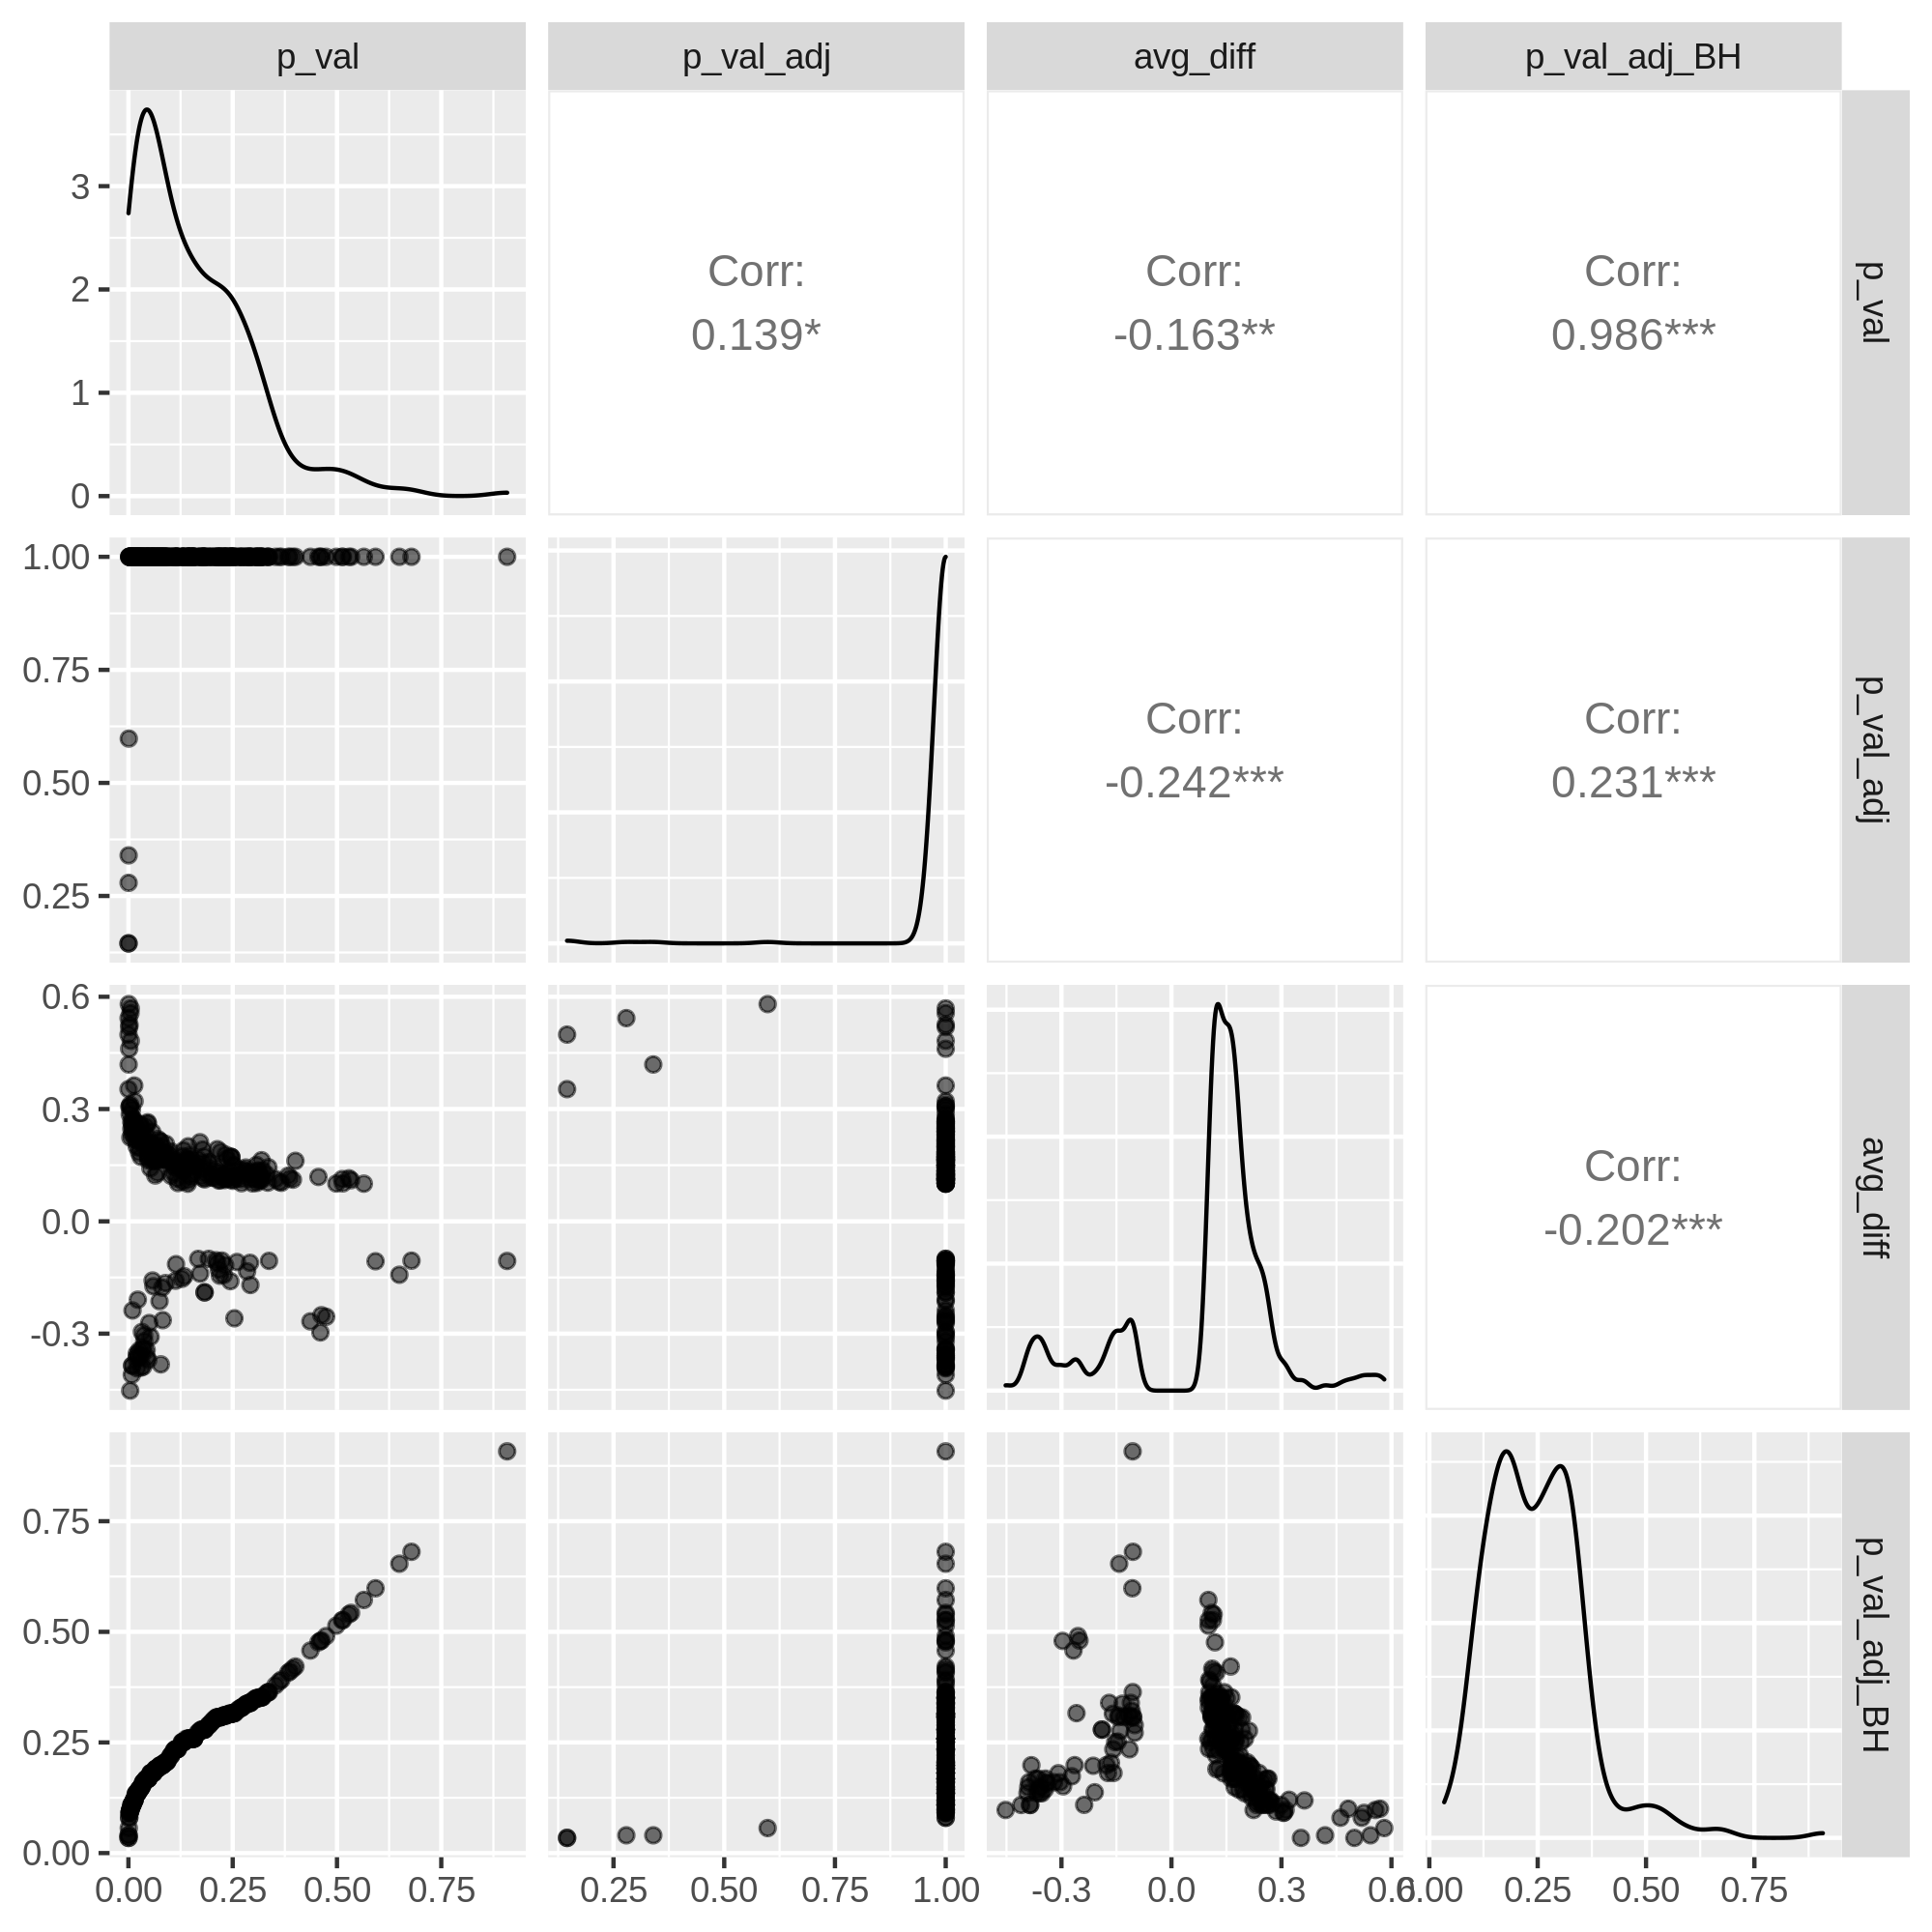 p_val p_val_adj avg_diff p_val_adj_BH
3
2
1
0
Corr:
0.139*
Corr:
-0.163**
Corr:
0.986***
p_val
1.00
0.75
0.50
0.25
Corr:
-0.242***
Corr:
0.231***
p_val_adj
0.6
0.3
0.0
-0.3
Corr:
-0.202***
avg_diff
0.75
0.50
0.25
0.00
p_val_adj_BH
0.00 0.25 0.50 0.75 0.25 0.50 0.75 1.00 -0.3 0.0 0.3 0.6 0.00 0.25 0.50 0.75